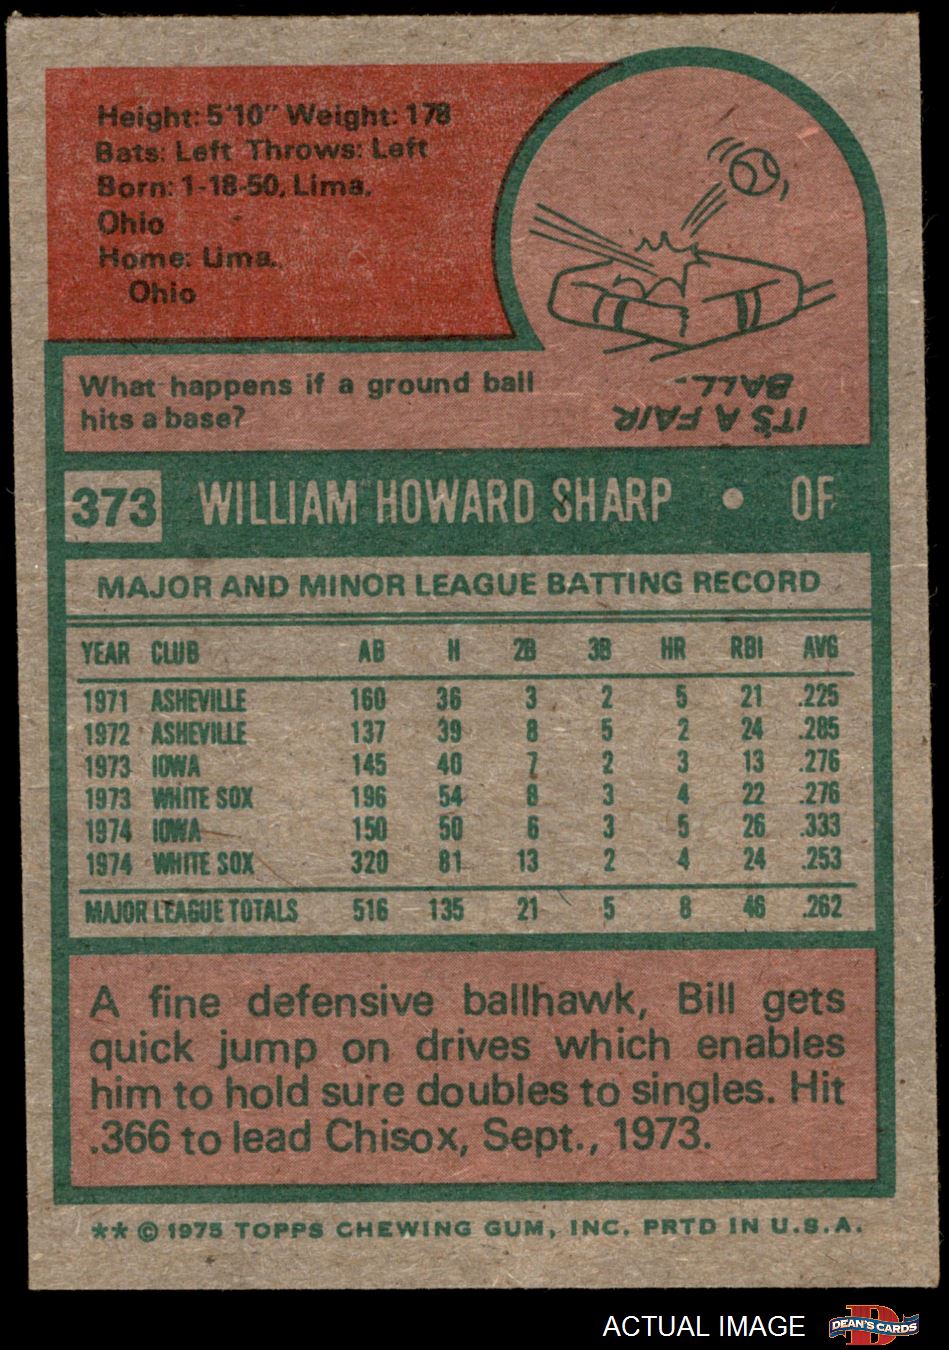 Height: 5'10" Weight: 178
Bats: Left Throws: Left
Born: 1-18-50, Lima,
Ohio
Home: Lima,
Ohio
What happens if a ground ball
hits a base?
IT'S A FAIR
BALL.
373 WILLIAM HOWARD SHARP • OF
MAJOR AND MINOR LEAGUE BATTING RECORD
YEAR CLUB AB H 2B 3B HR RBI AVG
1971 ASHEVILLE 160 36 3 2 5 21 .225
1972 ASHEVILLE 137 39 8 5 2 24 .285
1973 IOWA 145 40 7 2 3 13 .276
1973 WHITE SOX 196 54 8 3 4 22 .276
1974 IOWA 150 50 6 3 5 26 .333
1974 WHITE SOX 320 81 13 2 4 24 .253
MAJOR LEAGUE TOTALS 516 135 21 5 8 46 .262
A fine defensive ballhawk, Bill gets
quick jump on drives which enables
him to hold sure doubles to singles. Hit
.366 to lead Chisox, Sept., 1973.
** © 1975 TOPPS CHEWING GUM, INC. PRTD IN U.S.A.
ACTUAL IMAGE
DEAN'S CARDS